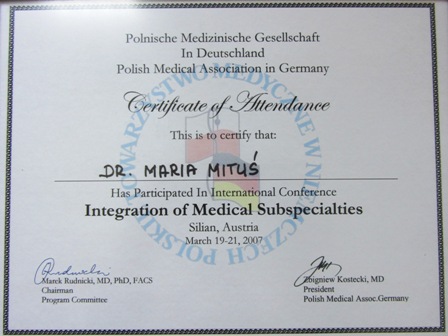 Polnische Medizinische Gesellschaft
In Deutschland
Polish Medical Association in Germany
Certificate of Attendance
This is to certify that:
DR. MARIA MITUŚ
Has Participated In International Conference
Integration of Medical Subspecialties
Silian, Austria
March 19-21, 2007
Marek Rudnicki, MD, PhD, FACS
Chairman
Program Committee
Zbigniew Kostecki, MD
President
Polish Medical Assoc.Germany
POLSKIE TOWARZYSTWO MEDYCZNE W NIEMCZECH